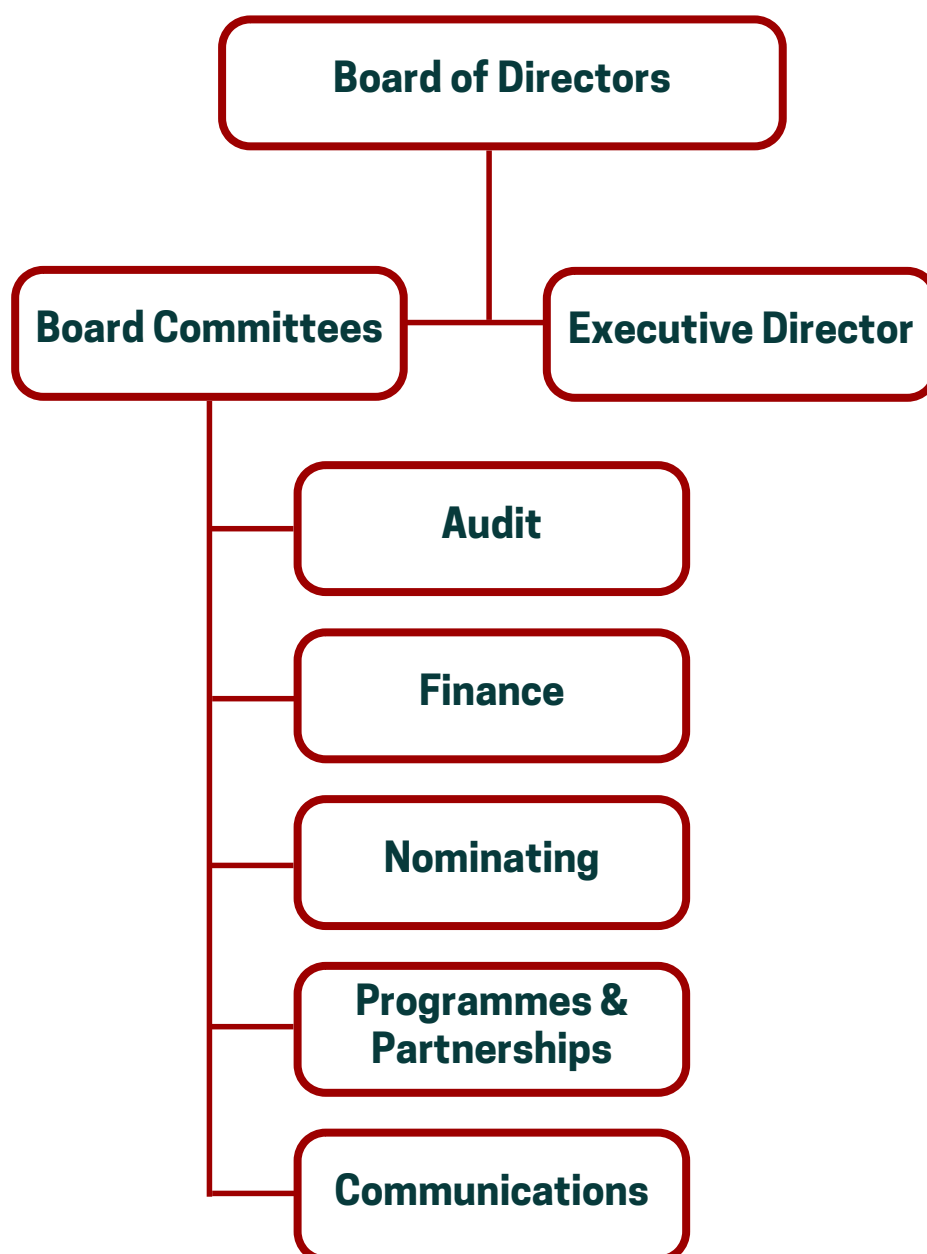 Board of Directors
Board Committees
Executive Director
Audit
Finance
Nominating
Programmes &
Partnerships
Communications